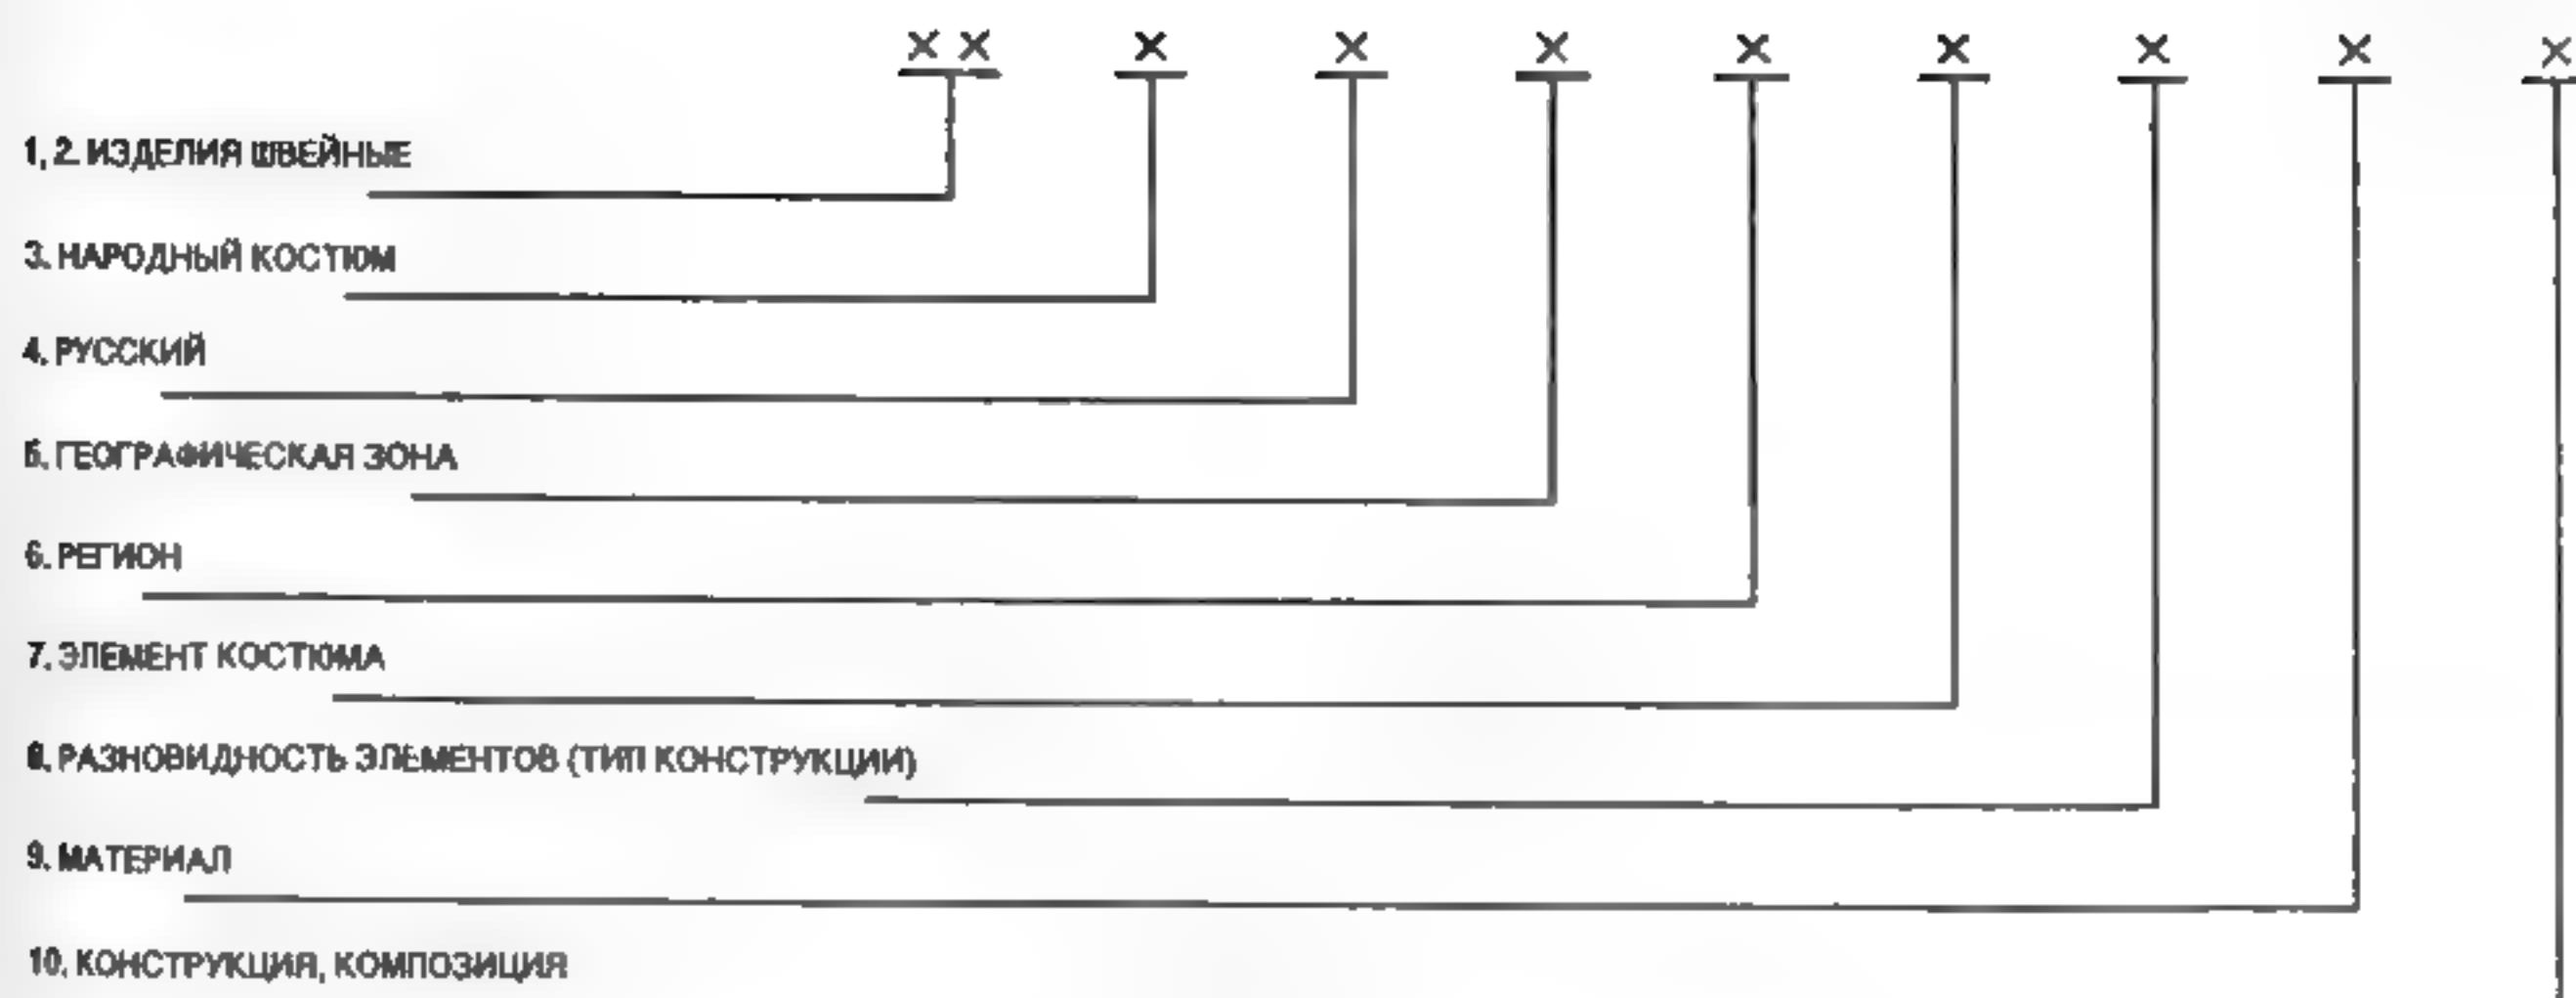 ×× × × × × × × × ×
1, 2. ИЗДЕЛИЯ ШВЕЙНЫЕ
3. НАРОДНЫЙ КОСТЮМ
4. РУССКИЙ
5. ГЕОГРАФИЧЕСКАЯ ЗОНА
6. РЕГИОН
7. ЭЛЕМЕНТ КОСТЮМА
8. РАЗНОВИДНОСТЬ ЭЛЕМЕНТОВ (ТИП КОНСТРУКЦИИ)
9. МАТЕРИАЛ
10. КОНСТРУКЦИЯ, КОМПОЗИЦИЯ